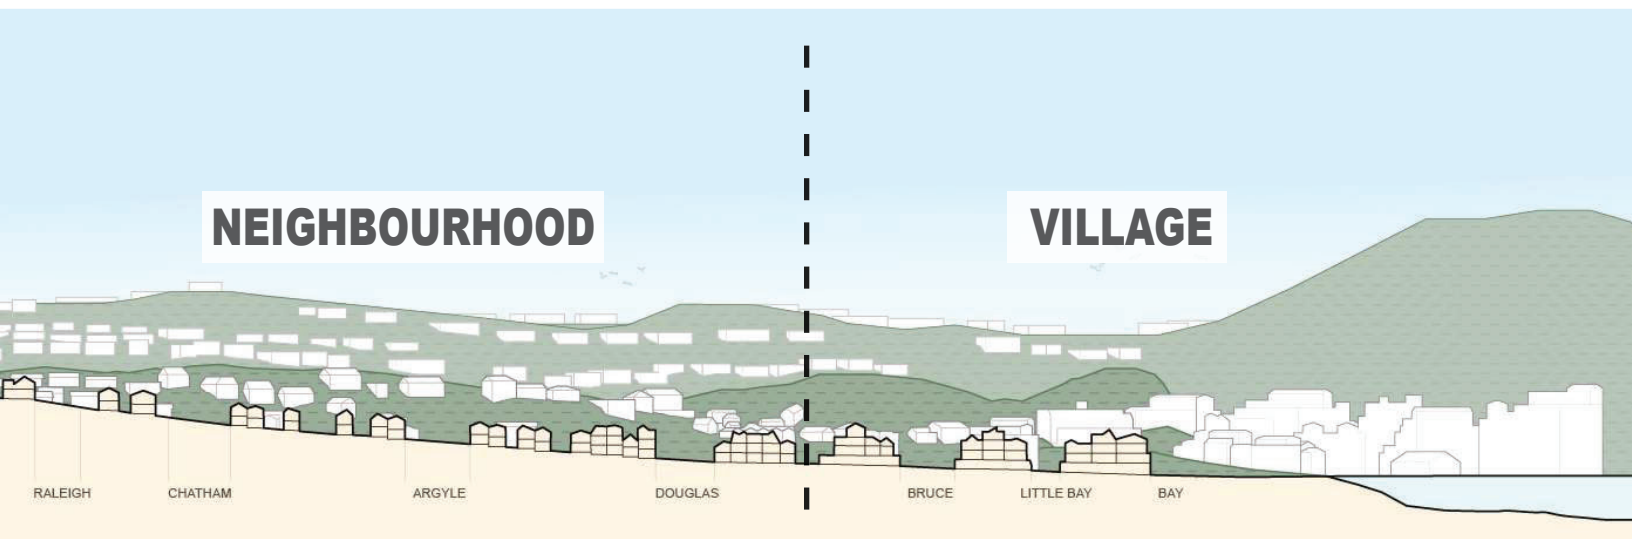 NEIGHBOURHOOD
VILLAGE
RALEIGH
CHATHAM
ARGYLE
DOUGLAS
BRUCE
LITTLE BAY
BAY